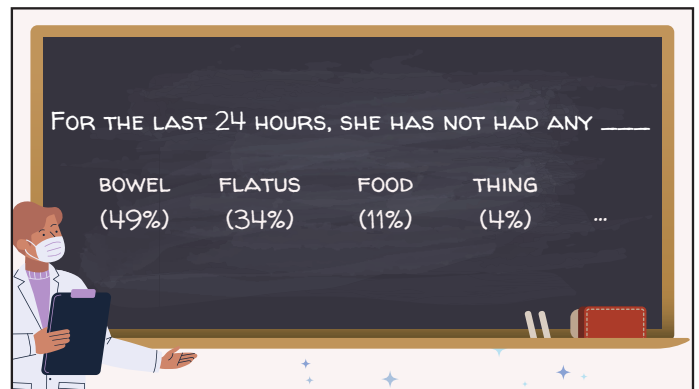 For the last 24 hours, she has not had any ____
bowel flatus food thing
(49%) (34%) (11%) (4%) ...